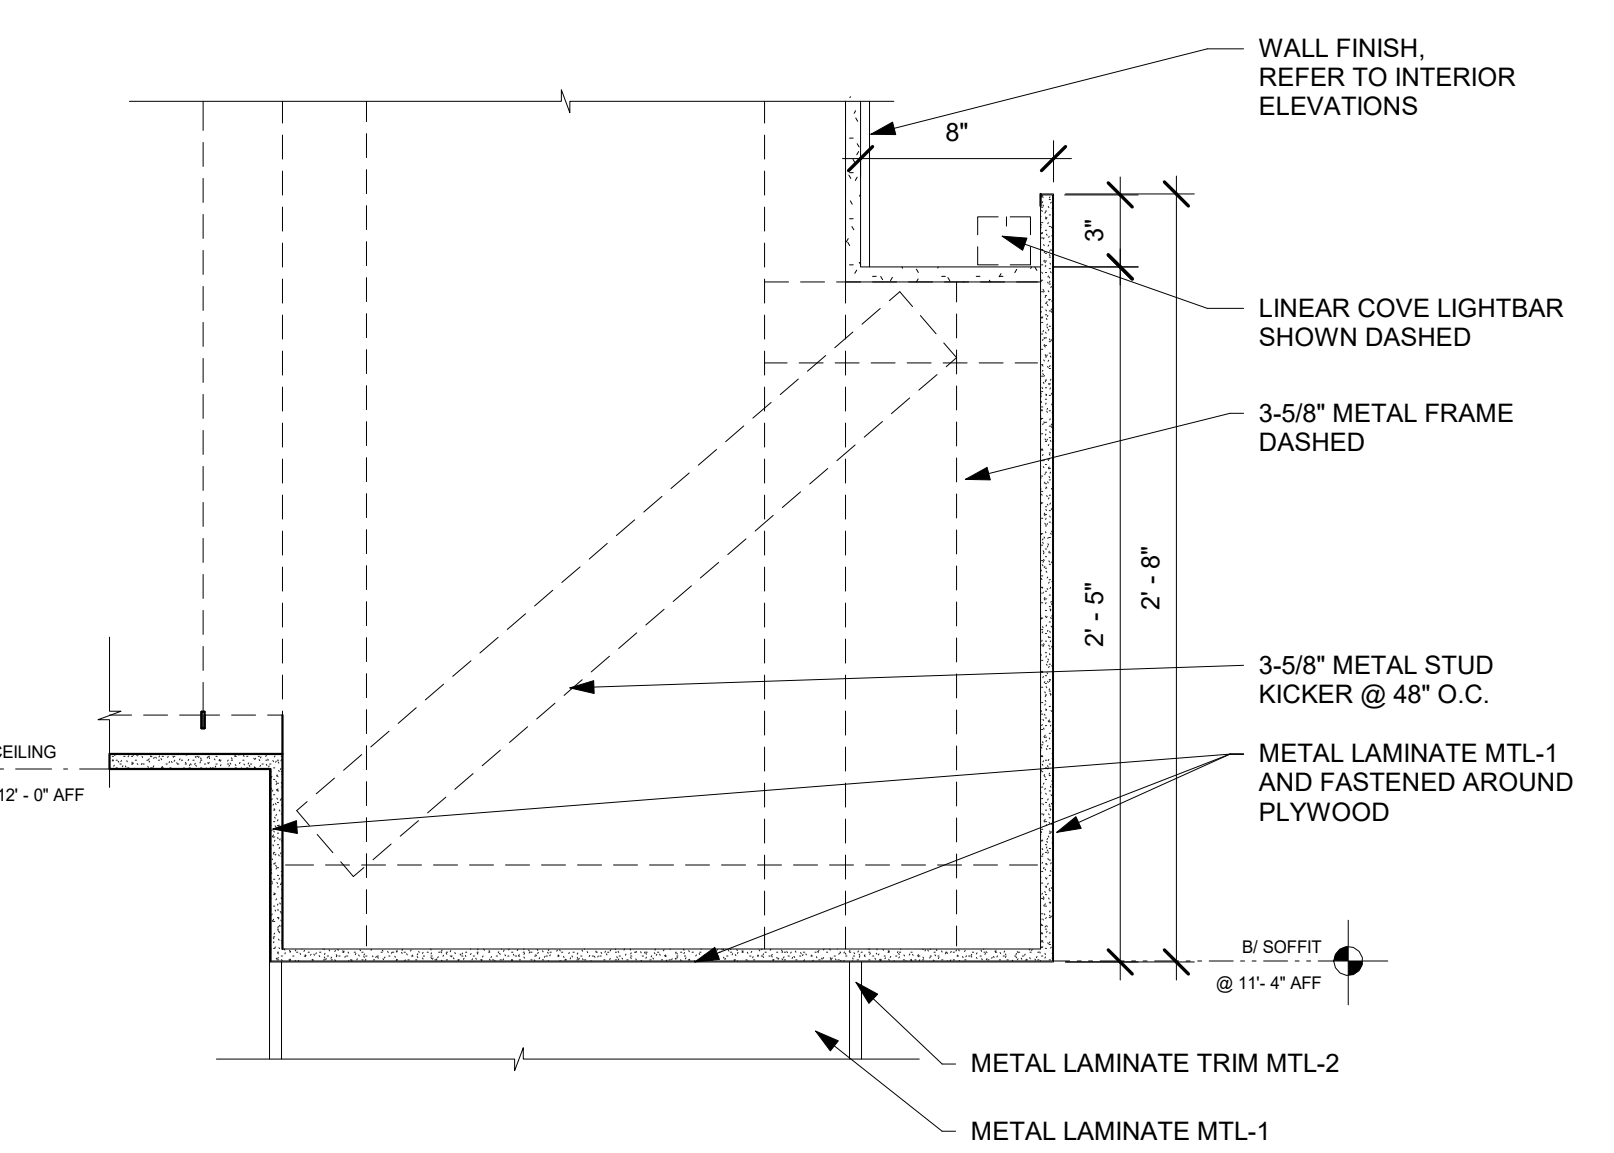 WALL FINISH,
REFER TO INTERIOR
ELEVATIONS
8"
3"
LINEAR COVE LIGHTBAR
SHOWN DASHED
3-5/8" METAL FRAME
DASHED
2' - 5"
2' - 8"
3-5/8" METAL STUD
KICKER @ 48" O.C.
CEILING
12' - 0" AFF
METAL LAMINATE MTL-1
AND FASTENED AROUND
PLYWOOD
B/ SOFFIT
@ 11'- 4" AFF
METAL LAMINATE TRIM MTL-2
METAL LAMINATE MTL-1